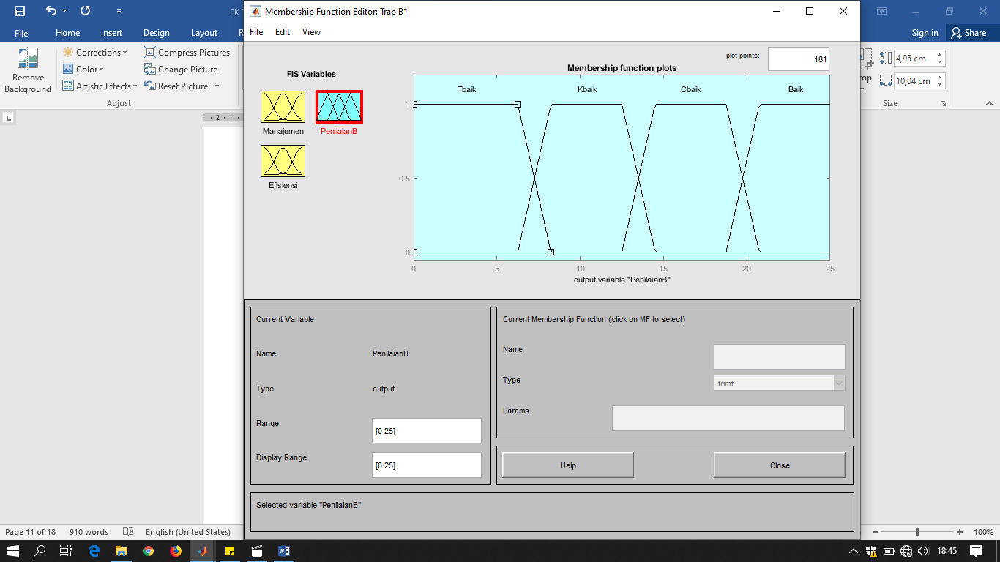 FK T
Membership Function Editor: Trap B1
File
Home
Insert
Design
Layout
R
Sign in
Share
File
Edit
View
Remove
Background
Corrections
Color
Artistic Effects
Compress Pictures
Change Picture
Reset Picture
Adjust
rop
4,95 cm
10,04 cm
Size
2
plot points:
181
FIS Variables
Manajemen
PenilaianB
Efisiensi
Membership function plots
Tbaik
Kbaik
Cbaik
Baik
1
0.5
0
0
5
10
15
20
25
output variable "PenilaianB"
Current Variable
Name
PenilaianB
Type
output
Range
[0 25]
Display Range
[0 25]
Current Membership Function (click on MF to select)
Name
Type
trimf
Params
Help
Close
Selected variable "PenilaianB"
Page 11 of 18
910 words
English (United States)
100%
18:45